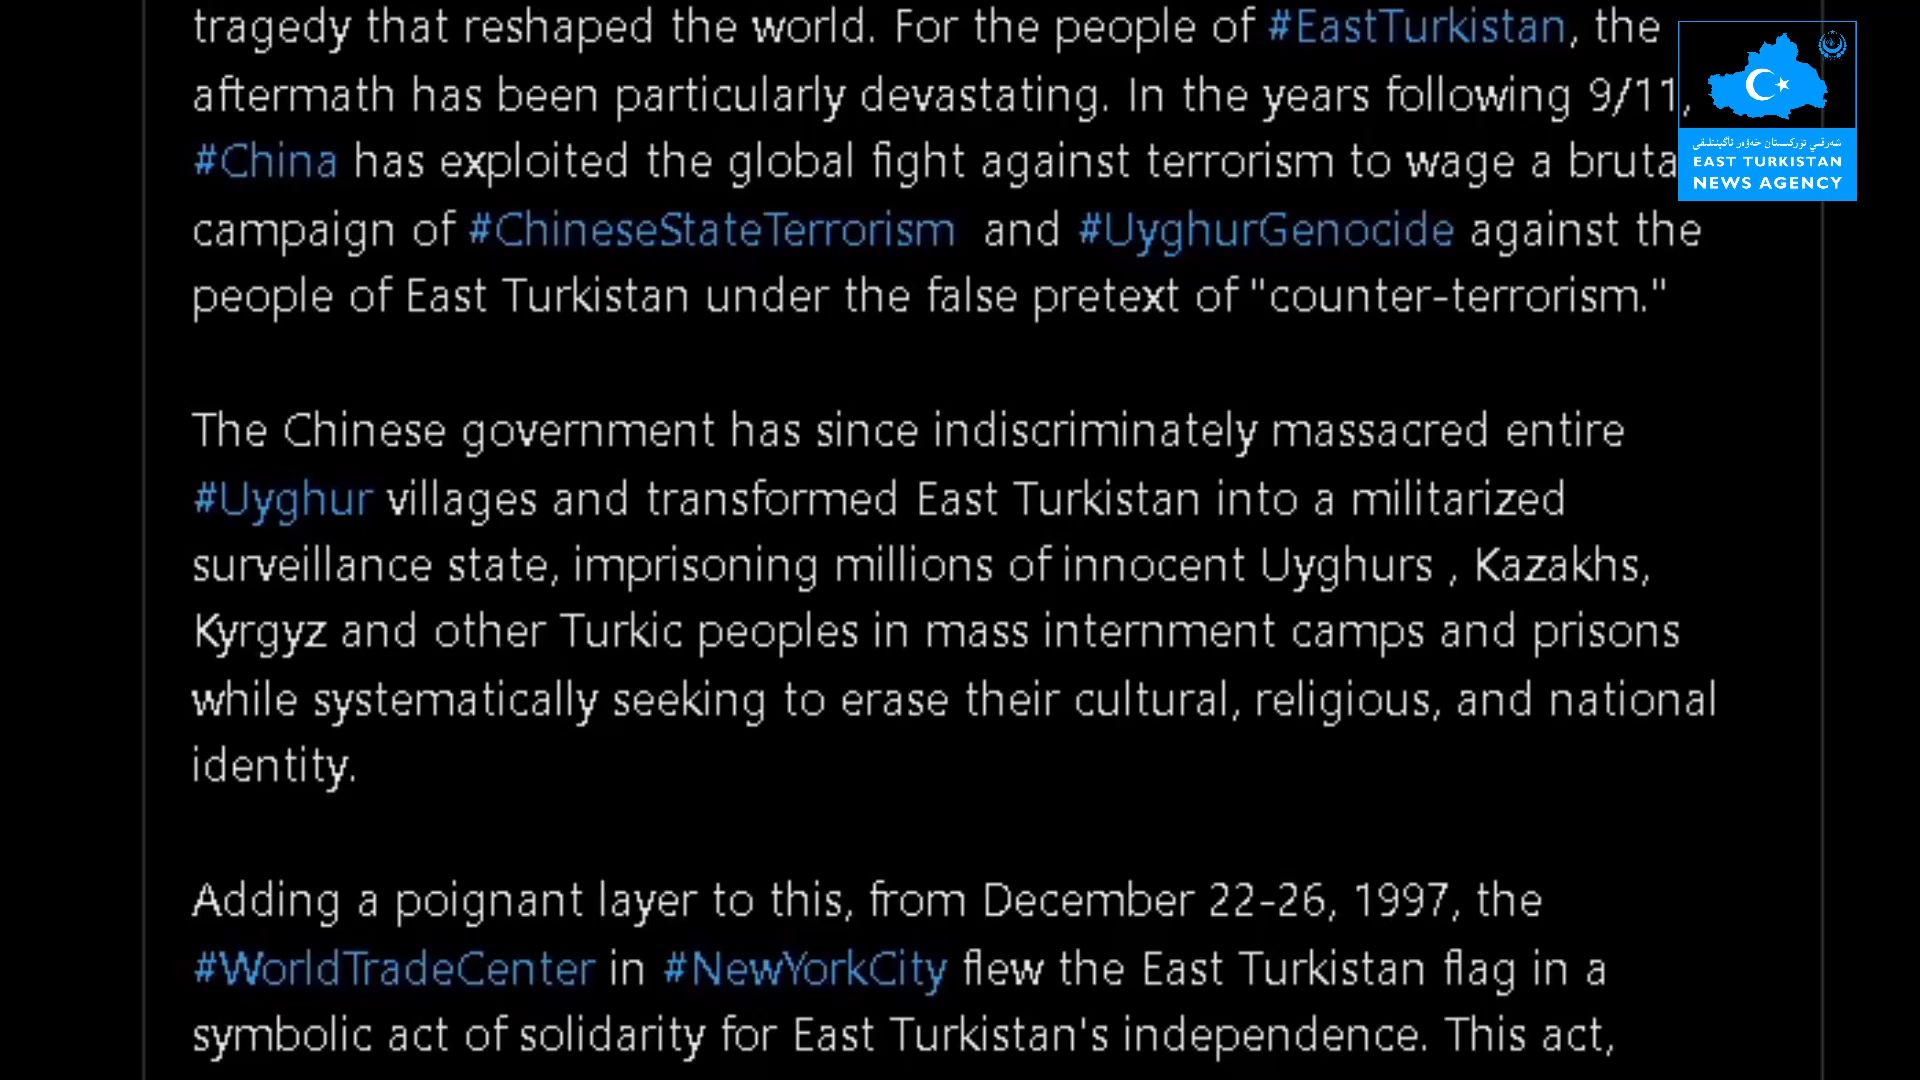 tragedy that reshaped the world. For the people of #EastTurkistan, the
aftermath has been particularly devastating. In the years following 9/11,
#China has exploited the global fight against terrorism to wage a bruta
campaign of #ChineseStateTerrorism and #UyghurGenocide against the
people of East Turkistan under the false pretext of "counter-terrorism."
The Chinese government has since indiscriminately massacred entire
#Uyghur villages and transformed East Turkistan into a militarized
surveillance state, imprisoning millions of innocent Uyghurs , Kazakhs,
Kyrgyz and other Turkic peoples in mass internment camps and prisons
while systematically seeking to erase their cultural, religious, and national
identity.
Adding a poignant layer to this, from December 22-26, 1997, the
#WorldTradeCenter in #NewYorkCity flew the East Turkistan flag in a
symbolic act of solidarity for East Turkistan's independence. This act,
شەرقىي تۈركىستان خەۋەر ئاگېنتلىقى
EAST TURKISTAN
NEWS AGENCY